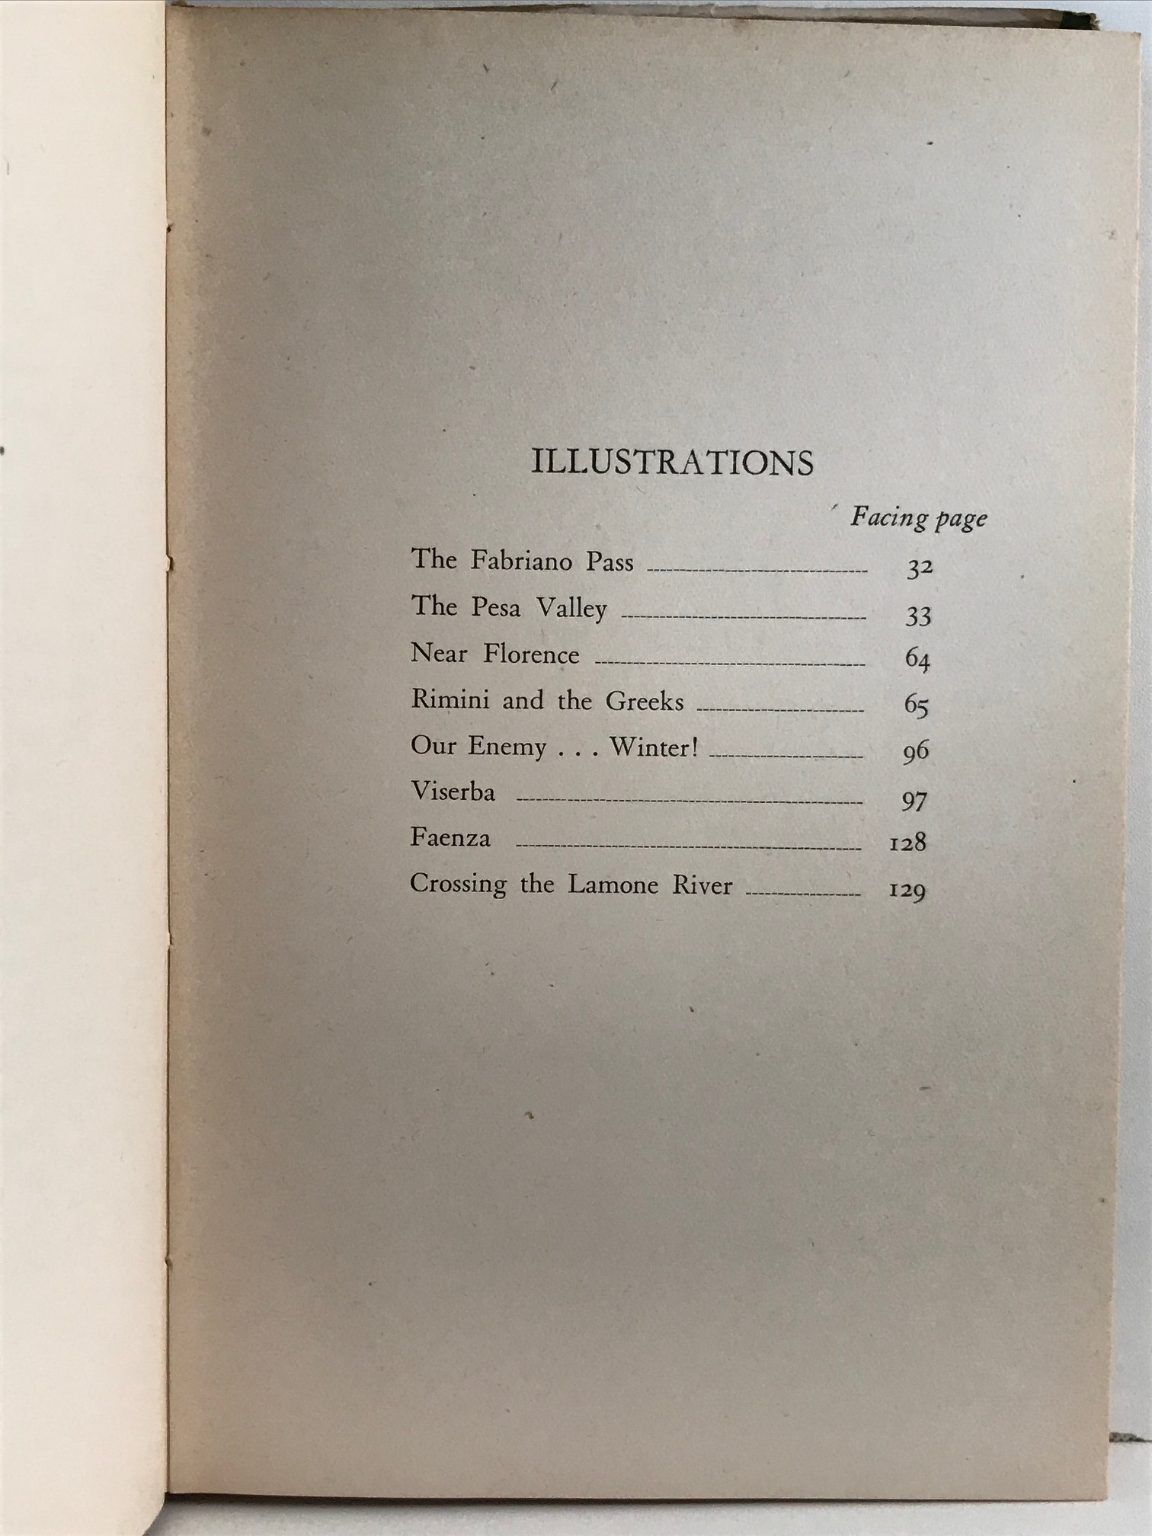 ILLUSTRATIONS
Facing page
The Fabriano Pass 32
The Pesa Valley 33
Near Florence 64
Rimini and the Greeks 65
Our Enemy . . . Winter! 96
Viserba 97
Faenza 128
Crossing the Lamone River 129